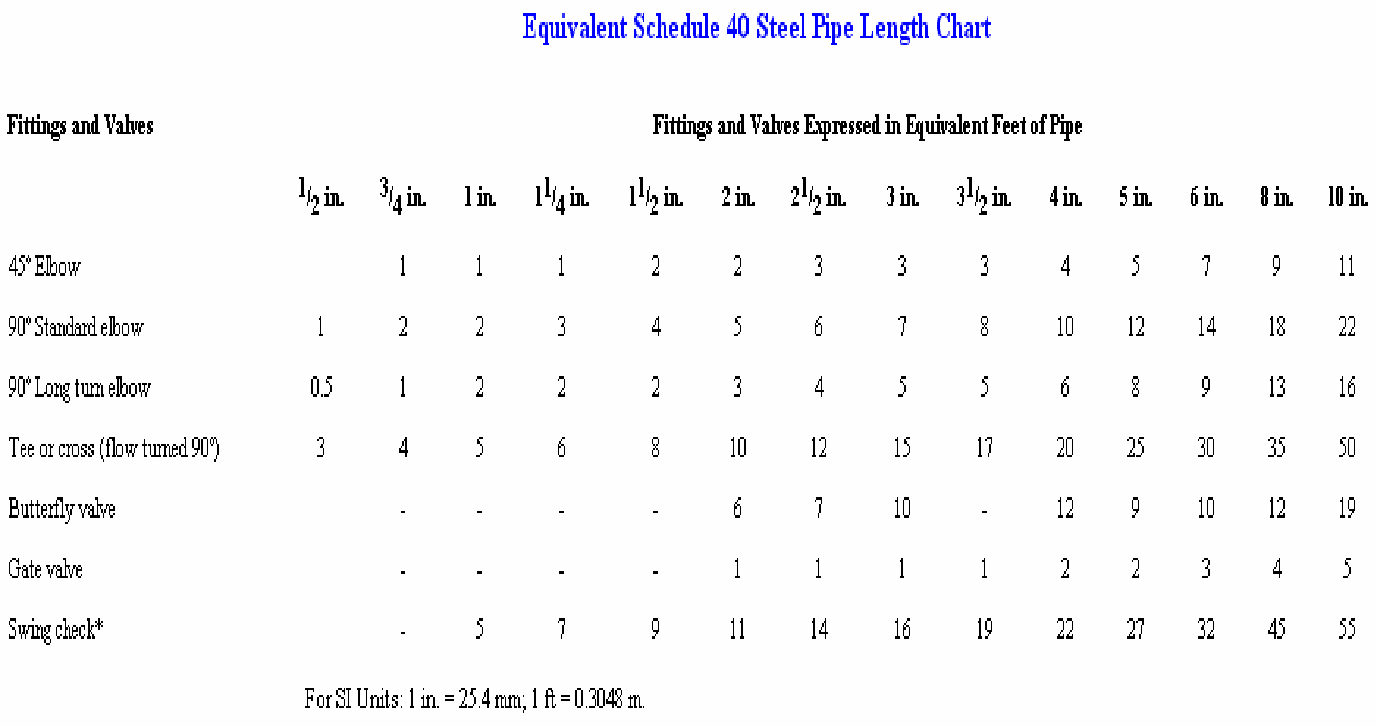 Equivalent Schedule 40 Steel Pipe Length Chart
Fittings and Valves Fittings and Valves Expressed in Equivalent Feet of Pipe
1/2 in. 3/4 in. 1 in. 1 1/4 in. 1 1/2 in. 2 in. 2 1/2 in. 3 in. 3 1/2 in. 4 in. 5 in. 6 in. 8 in. 10 in.
45º Elbow 1 1 1 2 2 3 3 3 4 5 7 9 11
90º Standard elbow 1 2 2 3 4 5 6 7 8 10 12 14 18 22
90º Long turn elbow 0.5 1 2 2 2 3 4 5 5 6 8 9 13 16
Tee or cross (flow turned 90º) 3 4 5 6 8 10 12 15 17 20 25 30 35 50
Butterfly valve - - - - 6 7 10 - 12 9 10 12 19
Gate valve - - - - 1 1 1 1 2 2 3 4 5
Swing check* - 5 7 9 11 14 16 19 22 27 32 45 55
For SI Units: 1 in. = 25.4 mm; 1 ft = 0.3048 m.